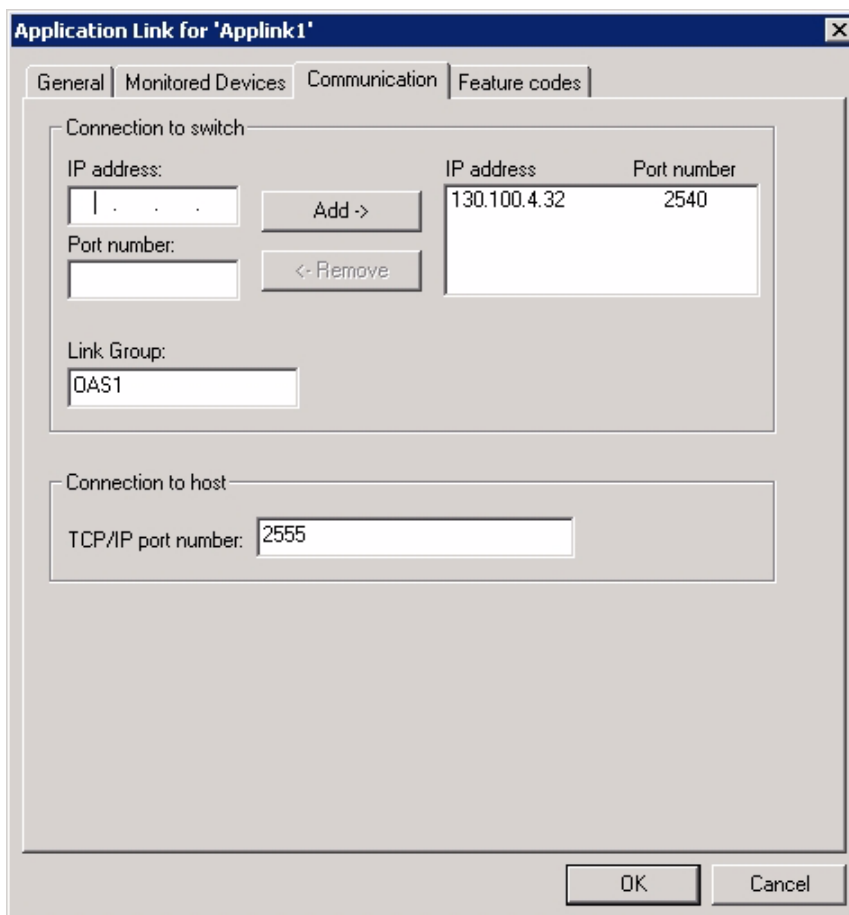 Application Link for 'Applink1'
General Monitored Devices Communication Feature codes
Connection to switch
IP address:
. . .
Add ->
Port number:
<- Remove
IP address Port number
130.100.4.32 2540
Link Group:
OAS1
Connection to host
TCP/IP port number: 2555
OK Cancel